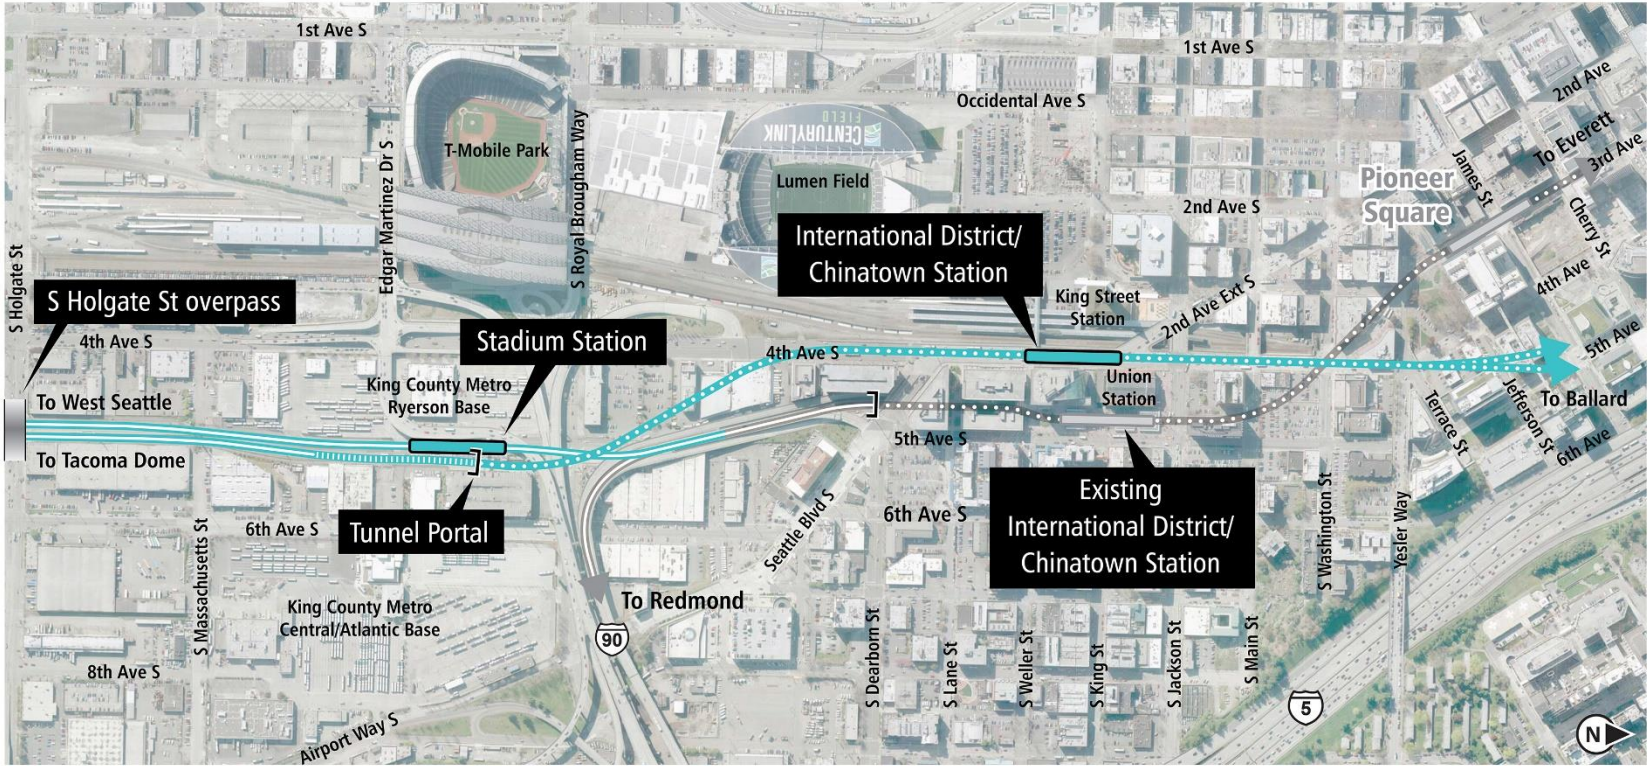 1st Ave S
1st Ave S
2nd Ave
Occidental Ave S
CENTURYLINK
FIELD
T-Mobile Park
Edgar Martinez Dr S
S Royal Brougham Way
Lumen Field
To Everett
3rd Ave
James St
Pioneer
Square
Cherry St
2nd Ave S
International District/
Chinatown Station
S Holgate St
S Holgate St overpass
4th Ave
King Street
Station
2nd Ave Ext S
4th Ave S
Stadium Station
4th Ave S
5th Ave
King County Metro
Ryerson Base
Union
Station
To West Seattle
To Ballard
Terrace St
Jefferson St
6th Ave
5th Ave S
To Tacoma Dome
Existing
International District/
Chinatown Station
6th Ave S
Tunnel Portal
6th Ave S
Seattle Blvd S
S Washington St
Yesler Way
S Massachusetts St
King County Metro
Central/Atlantic Base
To Redmond
90
S Dearborn St
S Lane St
S Weller St
S King St
S Jackson St
S Main St
8th Ave S
Airport Way S
5
N